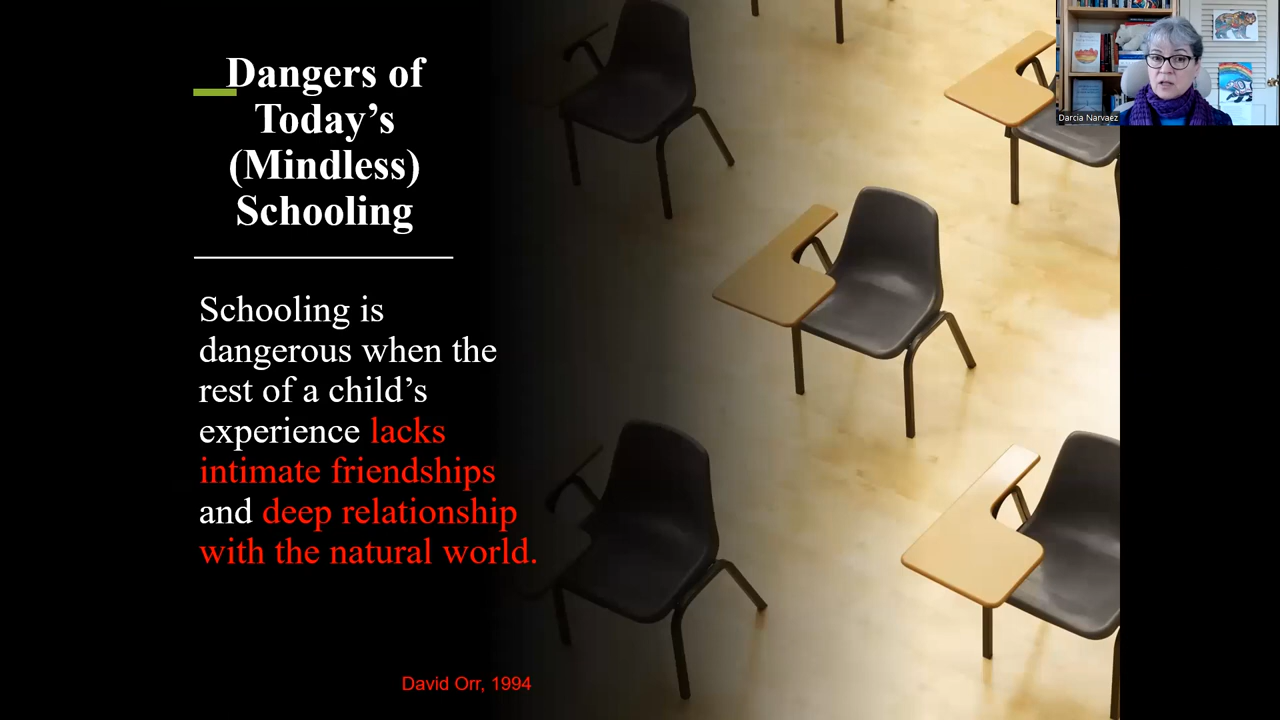 Dangers of
Today’s
(Mindless)
Schooling
Schooling is
dangerous when the
rest of a child’s
experience lacks
intimate friendships
and deep relationship
with the natural world.
David Orr, 1994
Darcia Narvaez